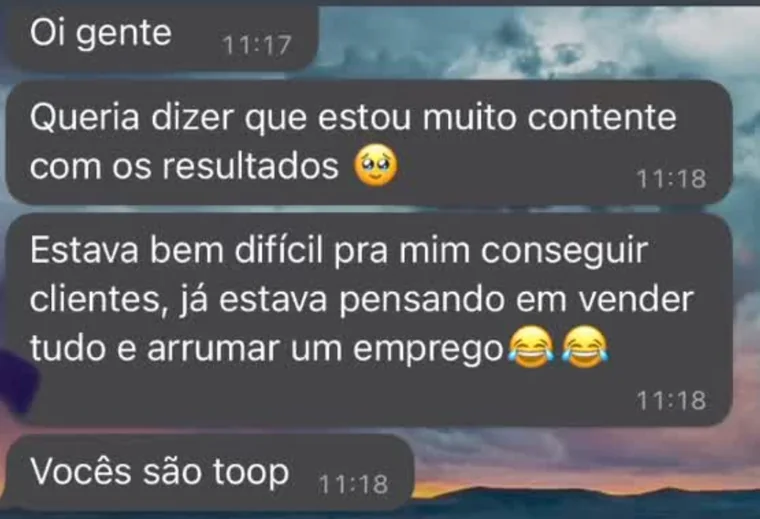 Oi gente 11:17
Queria dizer que estou muito contente
com os resultados 🥹 11:18
Estava bem difícil pra mim conseguir
clientes, já estava pensando em vender
tudo e arrumar um emprego😂😂
11:18
Vocês são toop 11:18